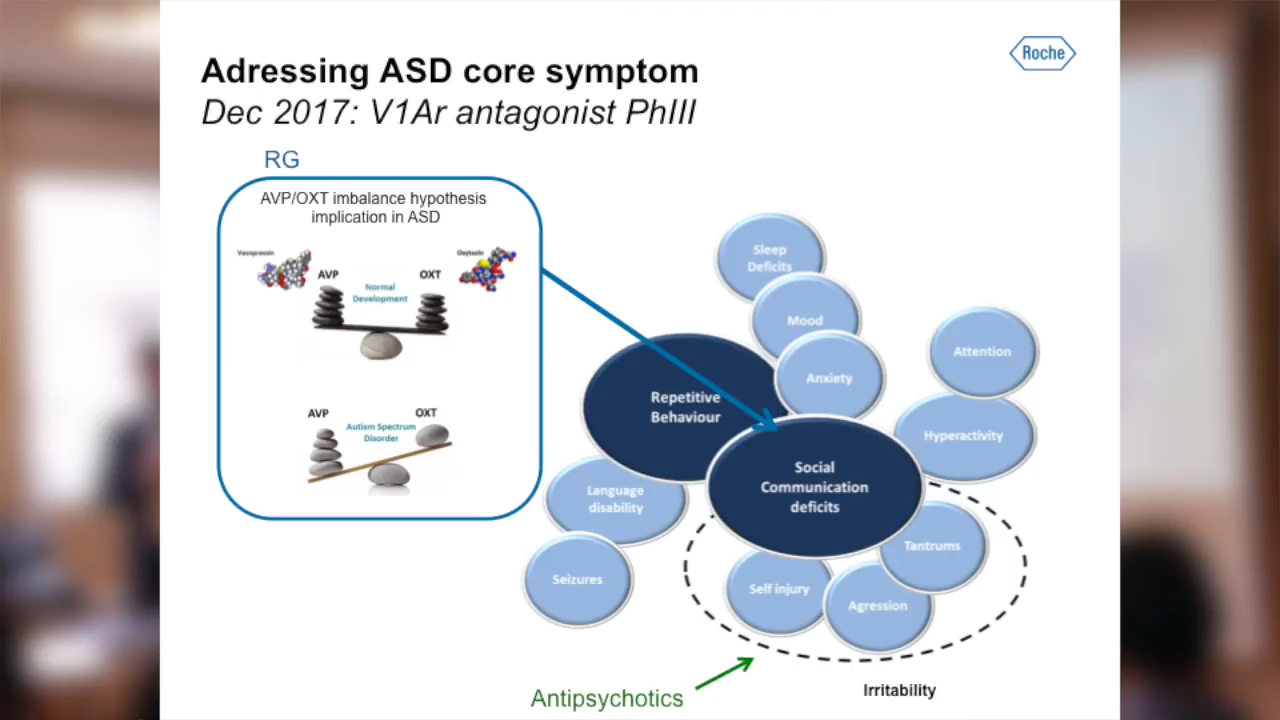 Adressing ASD core symptom
Roche
Dec 2017: V1Ar antagonist PhIII
RG
AVP/OXT imbalance hypothesis
implication in ASD
Vasopressin
Oxytocin
AVP
OXT
Normal
Development
AVP
OXT
Autism Spectrum
Disorder
Sleep
Deficits
Mood
Anxiety
Attention
Hyperactivity
Repetitive
Behaviour
Social
Communication
deficits
Language
disability
Seizures
Tantrums
Self injury
Agression
Antipsychotics
Irritability